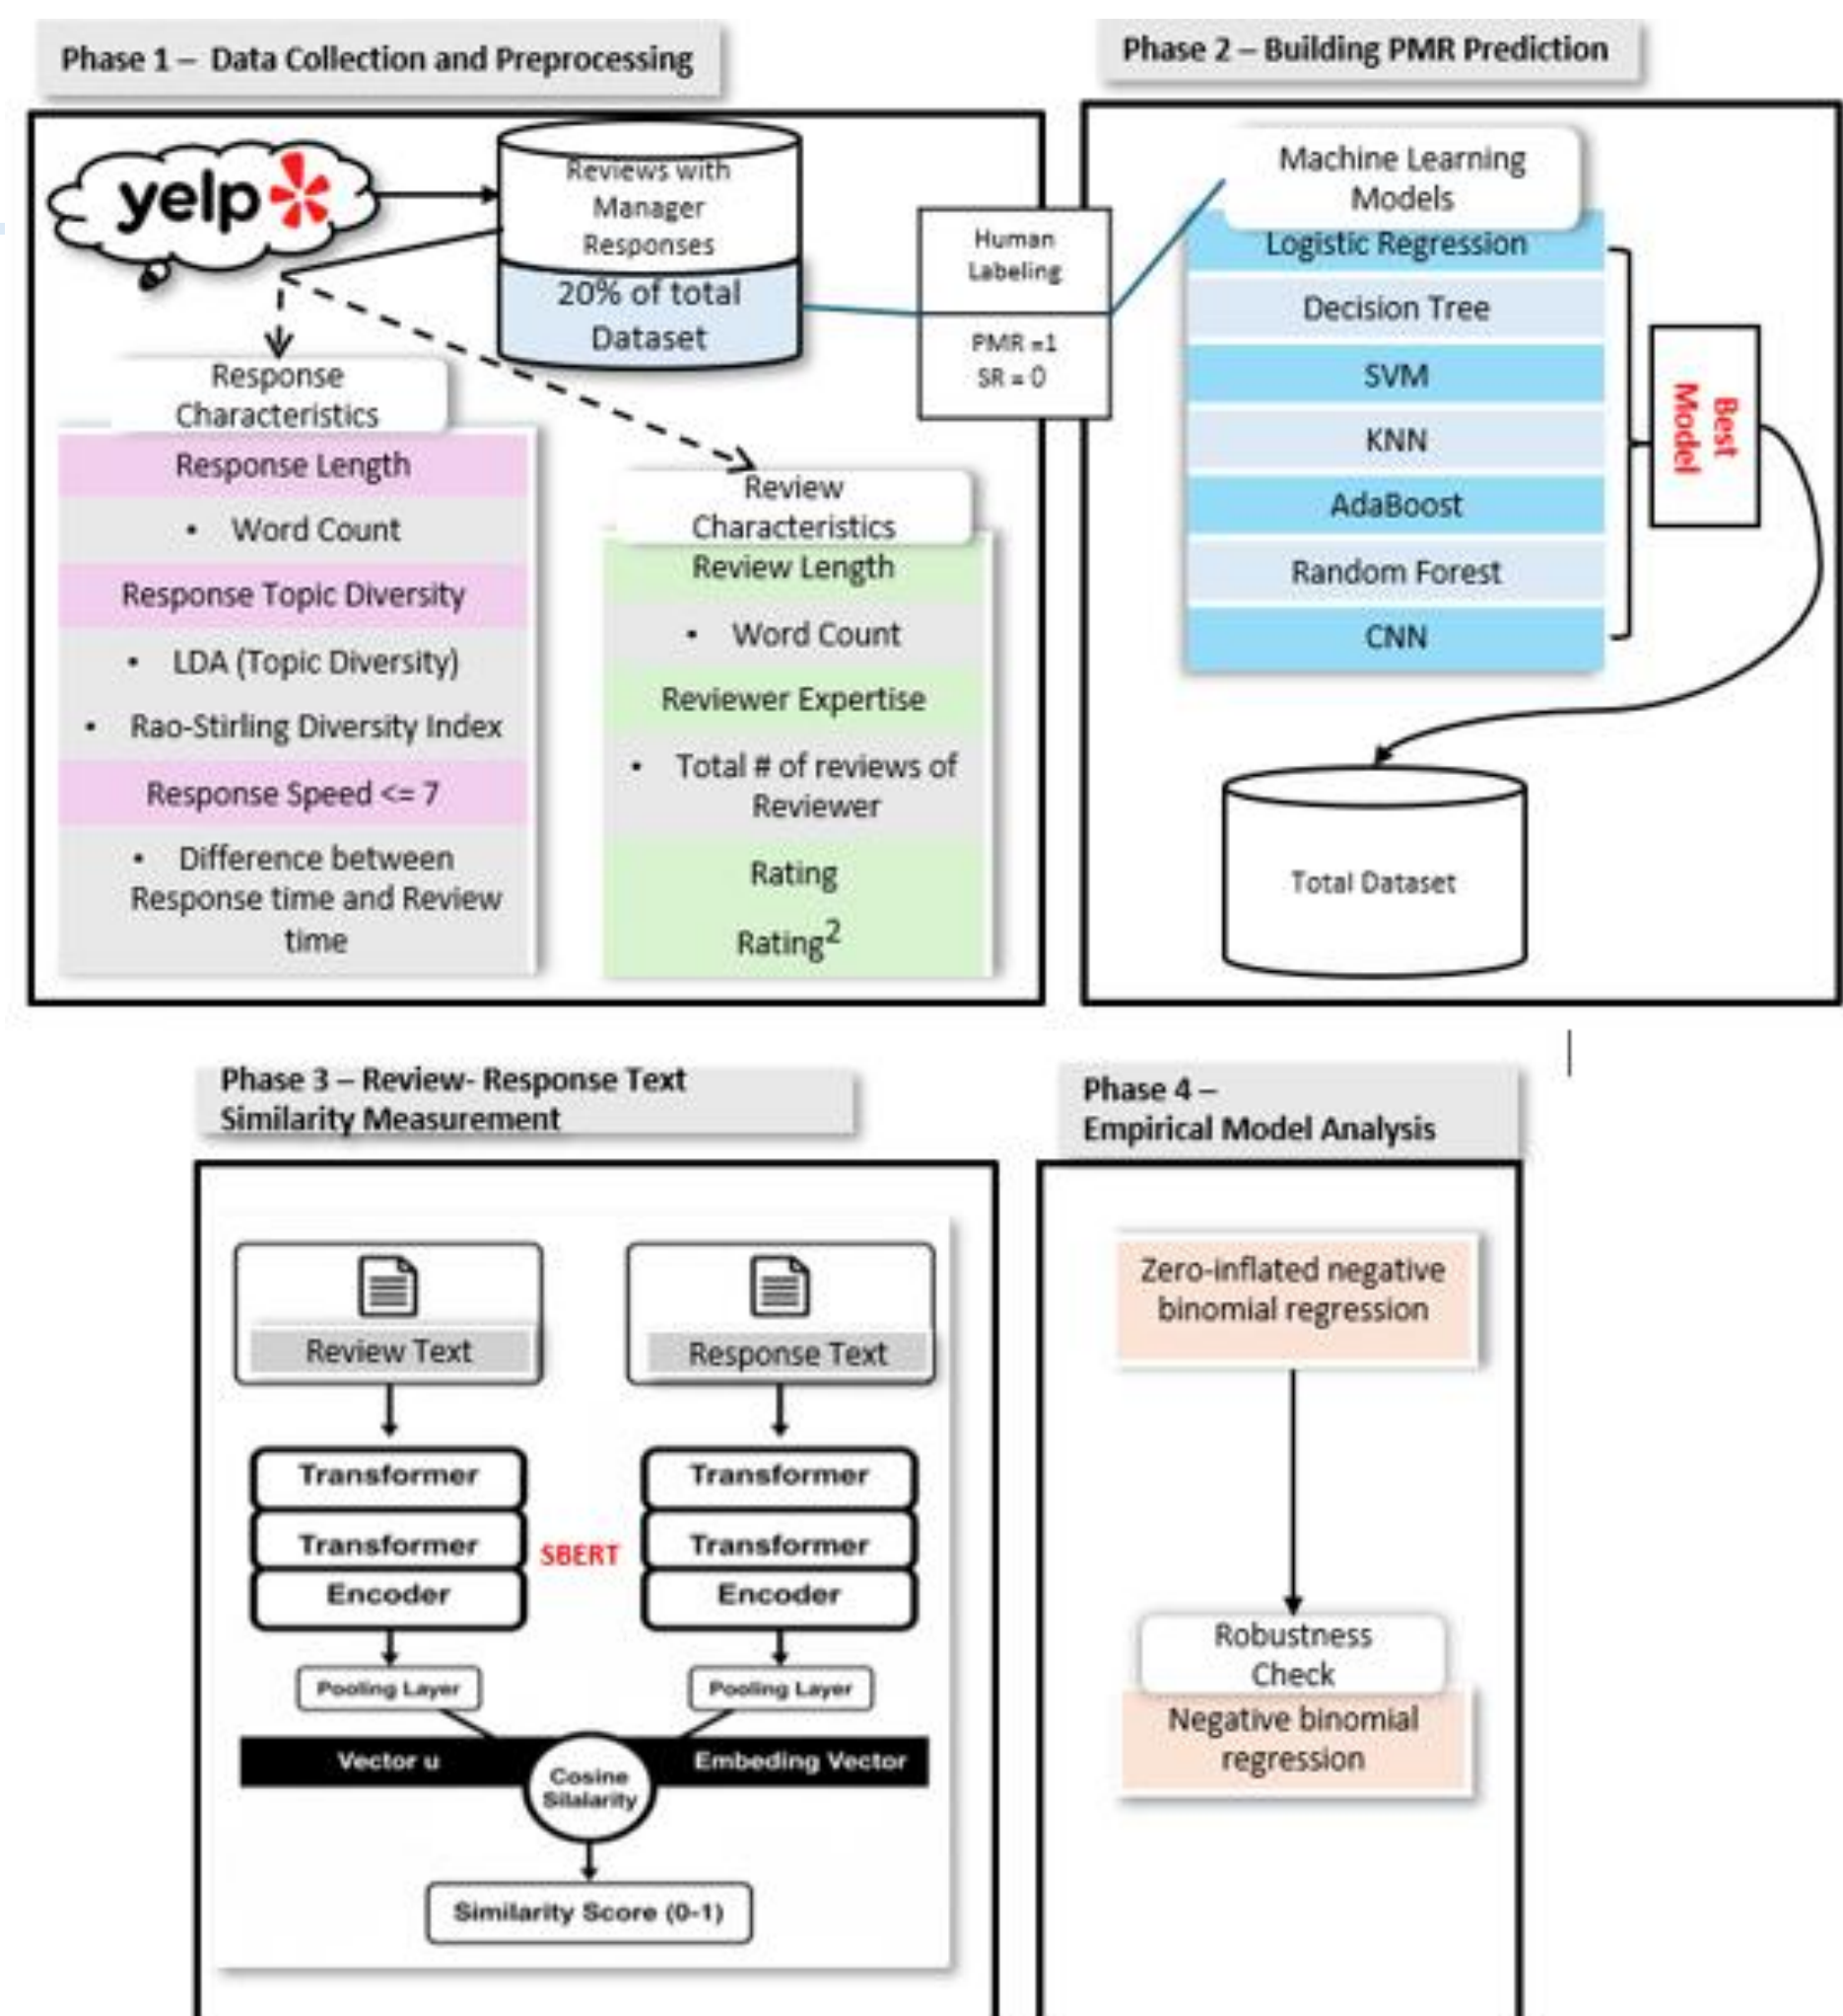 Phase 1 – Data Collection and Preprocessing
yelp
Reviews with
Manager
Responses
20% of total
Dataset
Human
Labeling
PMR =1
SR = 0
Response
Characteristics
Response Length
• Word Count
Response Topic Diversity
• LDA (Topic Diversity)
• Rao-Stirling Diversity Index
Response Speed <= 7
• Difference between
Response time and Review
time
Review
Characteristics
Review Length
• Word Count
Reviewer Expertise
• Total # of reviews of
Reviewer
Rating
Rating²
Phase 2 – Building PMR Prediction
Machine Learning
Models
Logistic Regression
Decision Tree
SVM
KNN
AdaBoost
Random Forest
CNN
Best
Model
Total Dataset
Phase 3 – Review- Response Text
Similarity Measurement
Review Text
Response Text
Transformer
Transformer
Transformer
Transformer
SBERT
Encoder
Encoder
Pooling Layer
Pooling Layer
Vector u
Embeding Vector
Cosine
Silalarity
Similarity Score (0-1)
Phase 4 –
Empirical Model Analysis
Zero-inflated negative
binomial regression
Robustness
Check
Negative binomial
regression